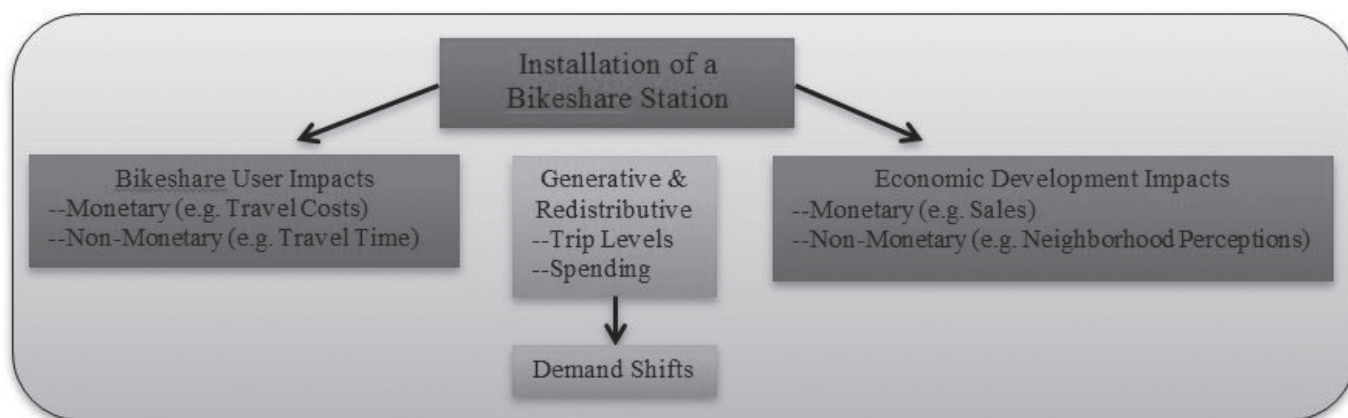 Installation of a
Bikeshare Station
Bikeshare User Impacts
--Monetary (e.g. Travel Costs)
--Non-Monetary (e.g. Travel Time)
Generative &
Redistributive
--Trip Levels
--Spending
Economic Development Impacts
--Monetary (e.g. Sales)
--Non-Monetary (e.g. Neighborhood Perceptions)
Demand Shifts